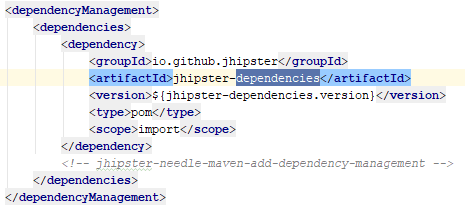 <dependencyManagement>
<dependencies>
<dependency>
<groupId>io.github.jhipster</groupId>
<artifactId>jhipster-dependencies</artifactId>
<version>${jhipster-dependencies.version}</version>
<type>pom</type>
<scope>import</scope>
</dependency>
<!-- jhipster-needle-maven-add-dependency-management -->
</dependencies>
</dependencyManagement>